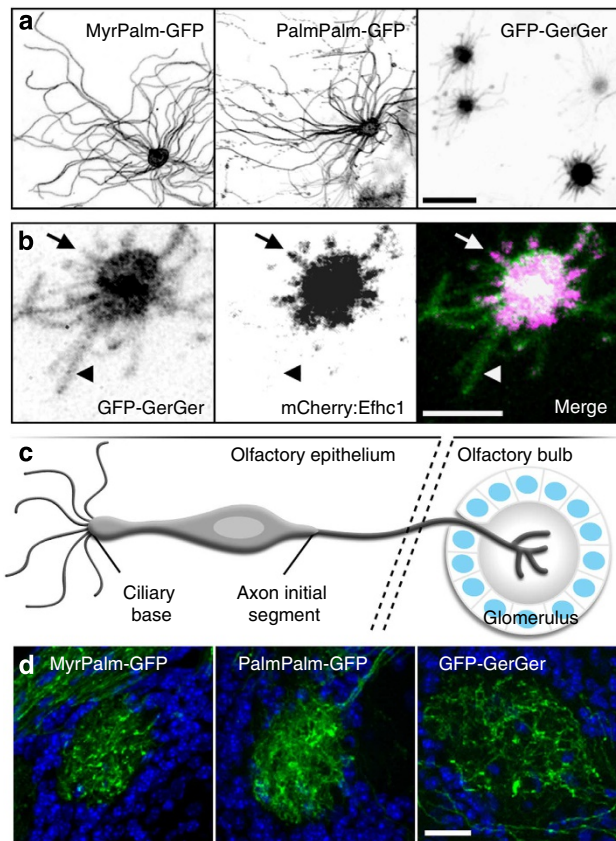 a
MyrPalm-GFP
PalmPalm-GFP
GFP-GerGer
b
GFP-GerGer
mCherry:Efhc1
Merge
c
Olfactory epithelium
Olfactory bulb
Ciliary
base
Axon initial
segment
Glomerulus
d
MyrPalm-GFP
PalmPalm-GFP
GFP-GerGer